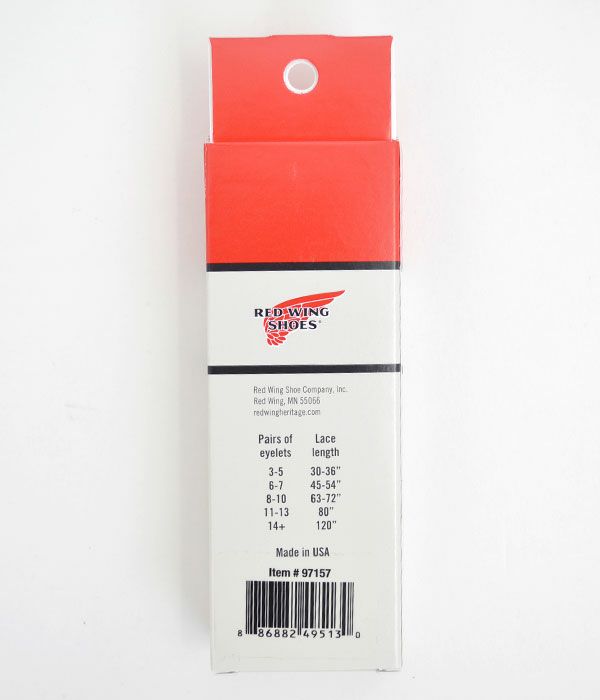 RED WING
SHOES®
Red Wing Shoe Company, Inc.
Red Wing, MN 55066
redwingheritage.com
Pairs of eyelets Lace length
3-5 30-36"
6-7 45-54"
8-10 63-72"
11-13 80"
14+ 120"
Made in USA
Item # 97157
8 86882 49513 0